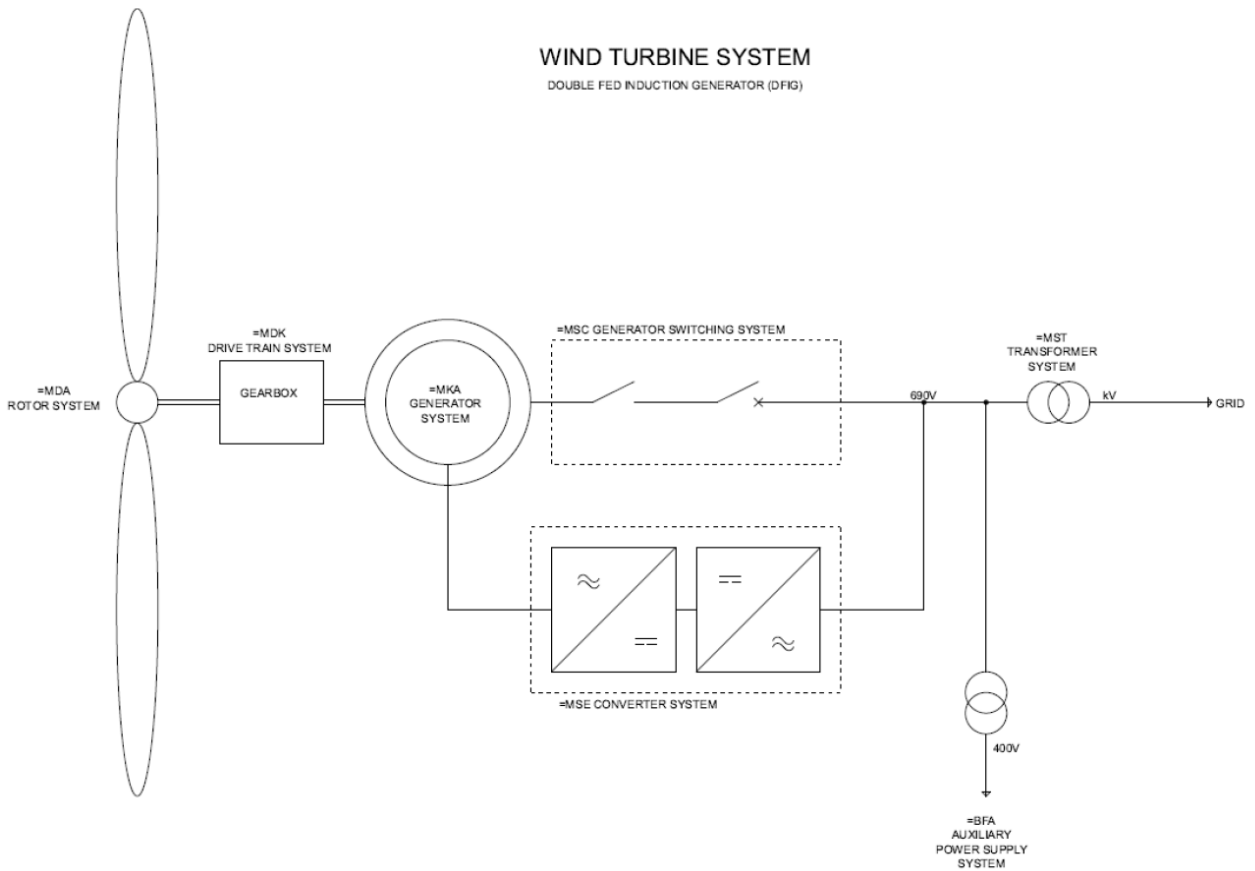 WIND TURBINE SYSTEM
DOUBLE FED INDUCTION GENERATOR (DFIG)
=MDA
ROTOR SYSTEM
=MDK
DRIVE TRAIN SYSTEM
GEARBOX
=MKA
GENERATOR
SYSTEM
=MSC GENERATOR SWITCHING SYSTEM
690V
=MST
TRANSFORMER
SYSTEM
kV
GRID
=MSE CONVERTER SYSTEM
400V
=BFA
AUXILIARY
POWER SUPPLY
SYSTEM